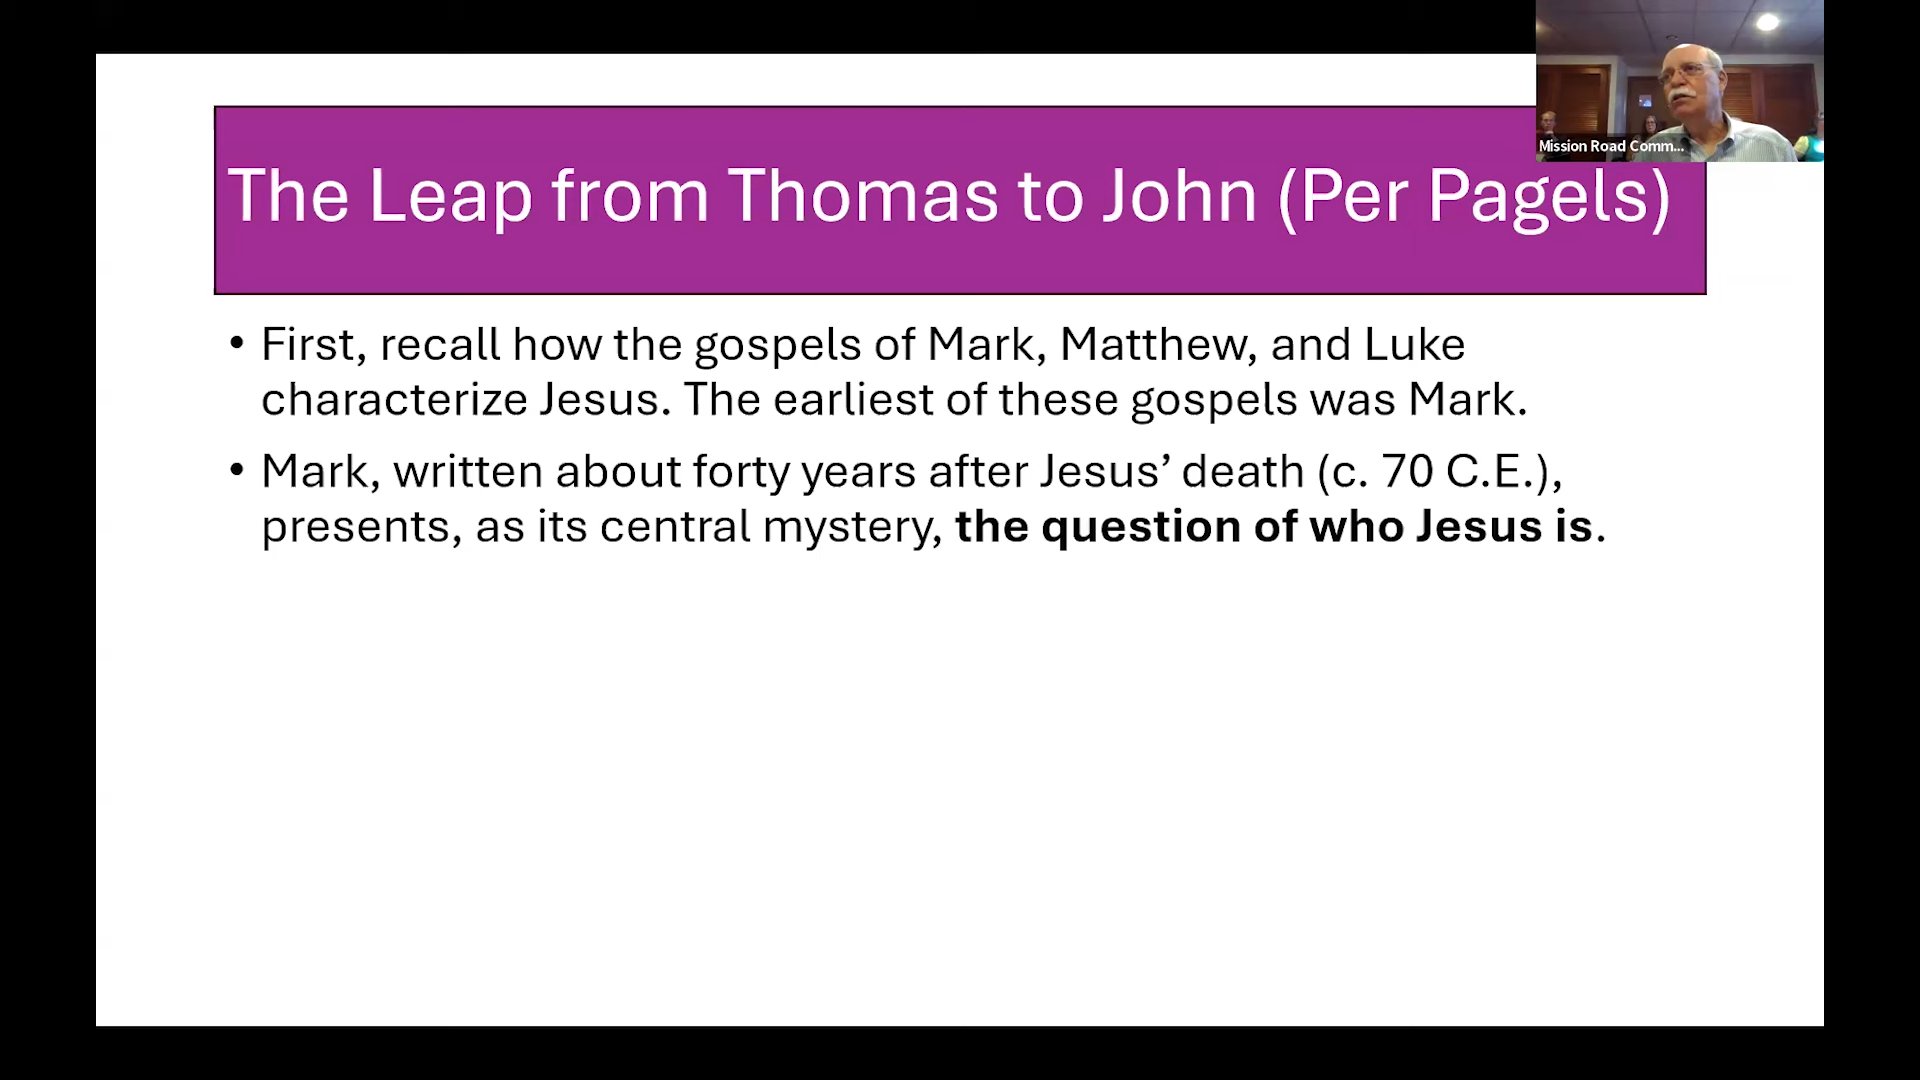 Mission Road Comm...
The Leap from Thomas to John (Per Pagels)
• First, recall how the gospels of Mark, Matthew, and Luke
characterize Jesus. The earliest of these gospels was Mark.
• Mark, written about forty years after Jesus’ death (c. 70 C.E.),
presents, as its central mystery, the question of who Jesus is.